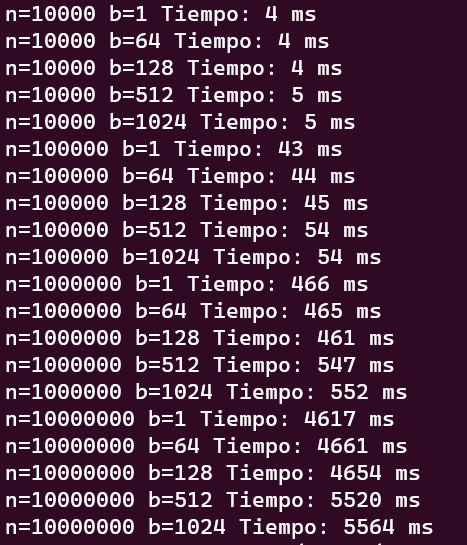 n=10000 b=1 Tiempo: 4 ms
n=10000 b=64 Tiempo: 4 ms
n=10000 b=128 Tiempo: 4 ms
n=10000 b=512 Tiempo: 5 ms
n=10000 b=1024 Tiempo: 5 ms
n=100000 b=1 Tiempo: 43 ms
n=100000 b=64 Tiempo: 44 ms
n=100000 b=128 Tiempo: 45 ms
n=100000 b=512 Tiempo: 54 ms
n=100000 b=1024 Tiempo: 54 ms
n=1000000 b=1 Tiempo: 466 ms
n=1000000 b=64 Tiempo: 465 ms
n=1000000 b=128 Tiempo: 461 ms
n=1000000 b=512 Tiempo: 547 ms
n=1000000 b=1024 Tiempo: 552 ms
n=10000000 b=1 Tiempo: 4617 ms
n=10000000 b=64 Tiempo: 4661 ms
n=10000000 b=128 Tiempo: 4654 ms
n=10000000 b=512 Tiempo: 5520 ms
n=10000000 b=1024 Tiempo: 5564 ms